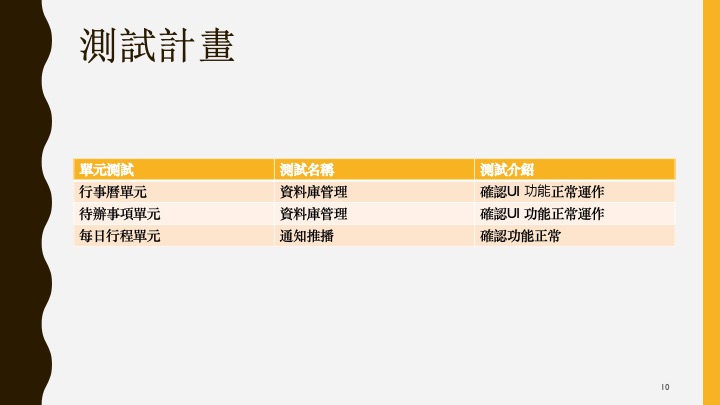 測試計畫
單元測試 測試名稱 測試介紹
行事曆單元 資料庫管理 確認UI 功能正常運作
待辦事項單元 資料庫管理 確認UI 功能正常運作
每日行程單元 通知推播 確認功能正常
10